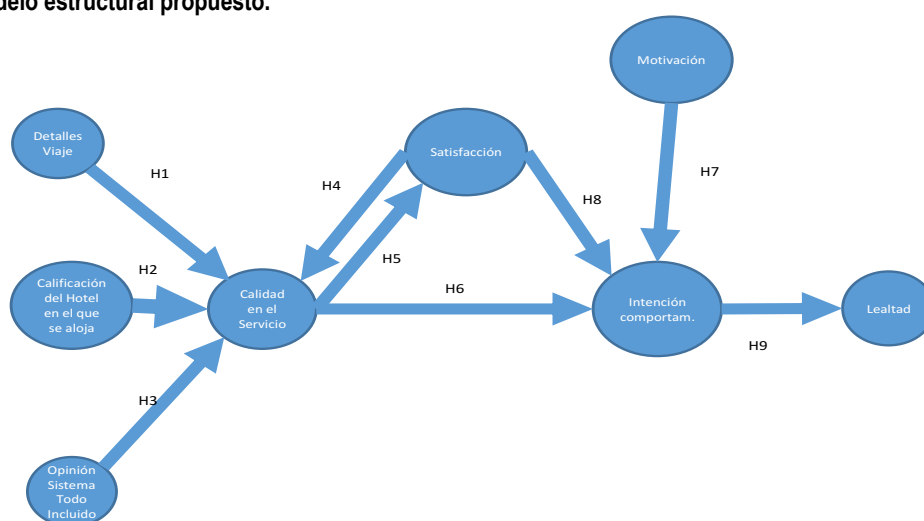 delo estructural propuesto.
Motivación
Detalles
Viaje
H1
Satisfacción
H4
H8
H7
H5
H2
Calificación
del Hotel
en el que
se aloja
Calidad
en el
Servicio
H6
Intención
comportam.
Lealtad
H9
H3
Opinión
Sistema
Todo
Incluido